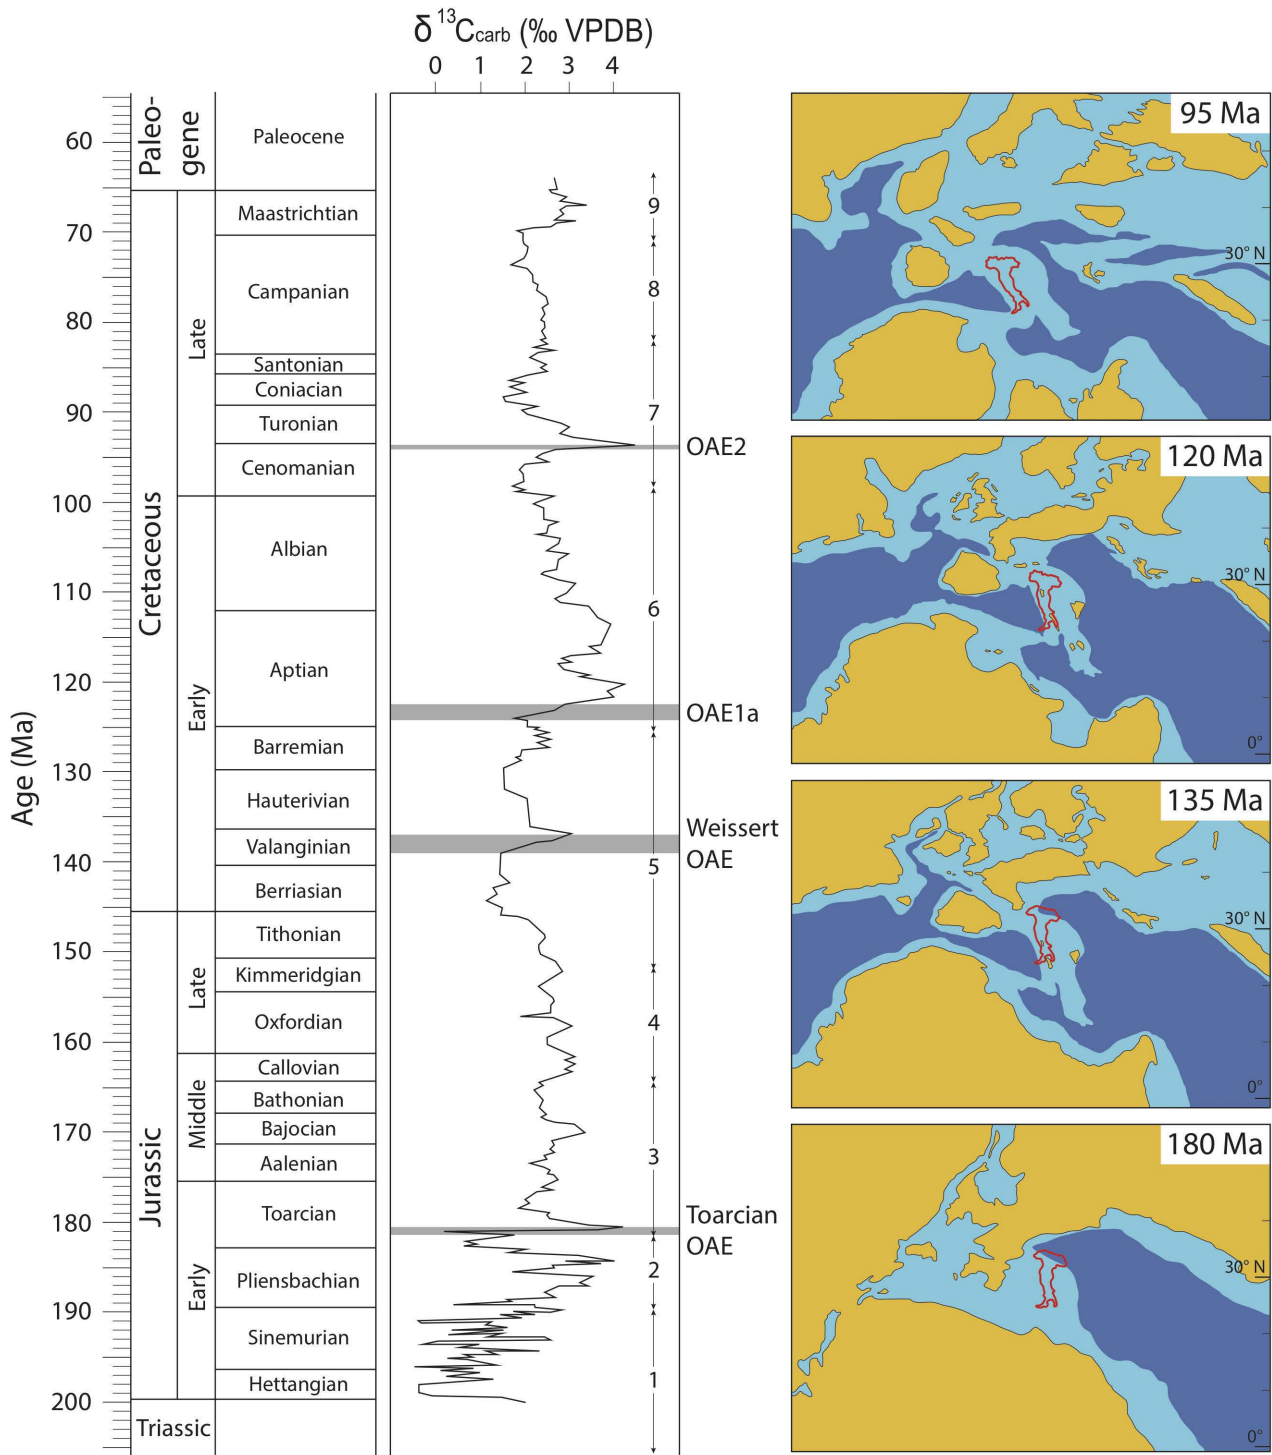 δ ¹³Ccarb (‰ VPDB)
0 1 2 3 4
Age (Ma)
60
70
80
90
100
110
120
130
140
150
160
170
180
190
200
Paleo-
gene
Cretaceous
Jurassic
Triassic
Late
Early
Late
Middle
Early
Paleocene
Maastrichtian
Campanian
Santonian
Coniacian
Turonian
Cenomanian
Albian
Aptian
Barremian
Hauterivian
Valanginian
Berriasian
Tithonian
Kimmeridgian
Oxfordian
Callovian
Bathonian
Bajocian
Aalenian
Toarcian
Pliensbachian
Sinemurian
Hettangian
9
8
7
6
5
4
3
2
1
OAE2
OAE1a
Weissert
OAE
Toarcian
OAE
95 Ma
30° N
120 Ma
30° N
0°
135 Ma
30° N
0°
180 Ma
30° N
0°